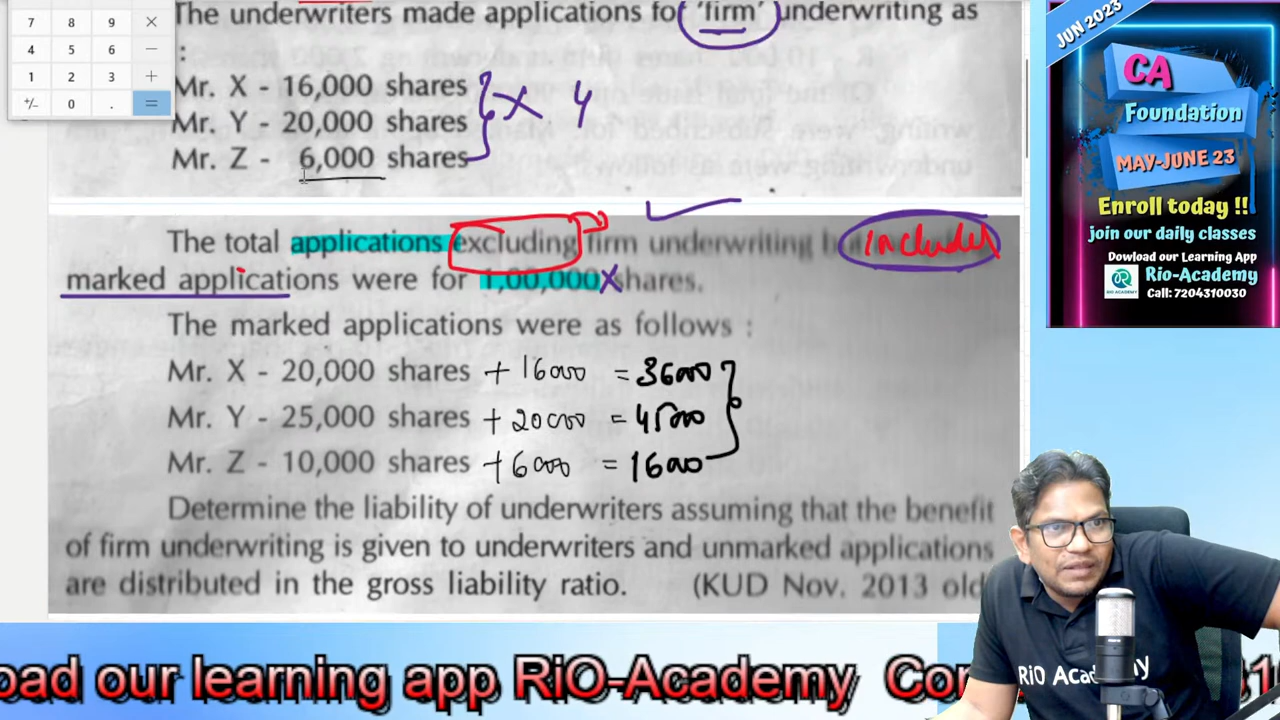 7 8 9 ×
4 5 6 −
1 2 3 +
+/- 0 . =
The underwriters made applications for 'firm' underwriting as
:
Mr. X - 16,000 shares
Mr. Y - 20,000 shares
Mr. Z - 6,000 shares
X 4
The total applications excluding firm underwriting b included
marked applications were for 1,00,000 X shares.
The marked applications were as follows :
Mr. X - 20,000 shares + 16000 = 36000
Mr. Y - 25,000 shares + 20000 = 45000
Mr. Z - 10,000 shares + 6000 = 16000
Determine the liability of underwriters assuming that the benefit
of firm underwriting is given to underwriters and unmarked applications
are distributed in the gross liability ratio. (KUD Nov. 2013 old
JUN 2023
CA
Foundation
MAY-JUNE 23
Enroll today !!
join our daily classes
Dowload our Learning App
Rio-Academy
Call: 7204310030
RIO ACADEMY
RiO Academy
oad our learning app RiO-Academy Con